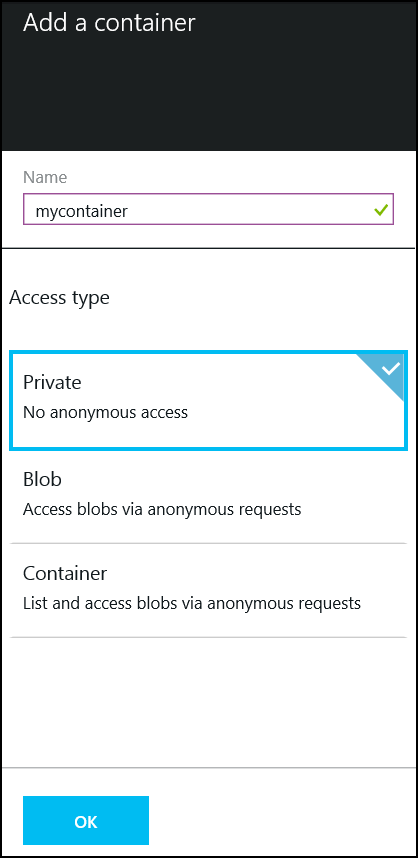 Add a container
Name
mycontainer
Access type
Private
No anonymous access
Blob
Access blobs via anonymous requests
Container
List and access blobs via anonymous requests
OK